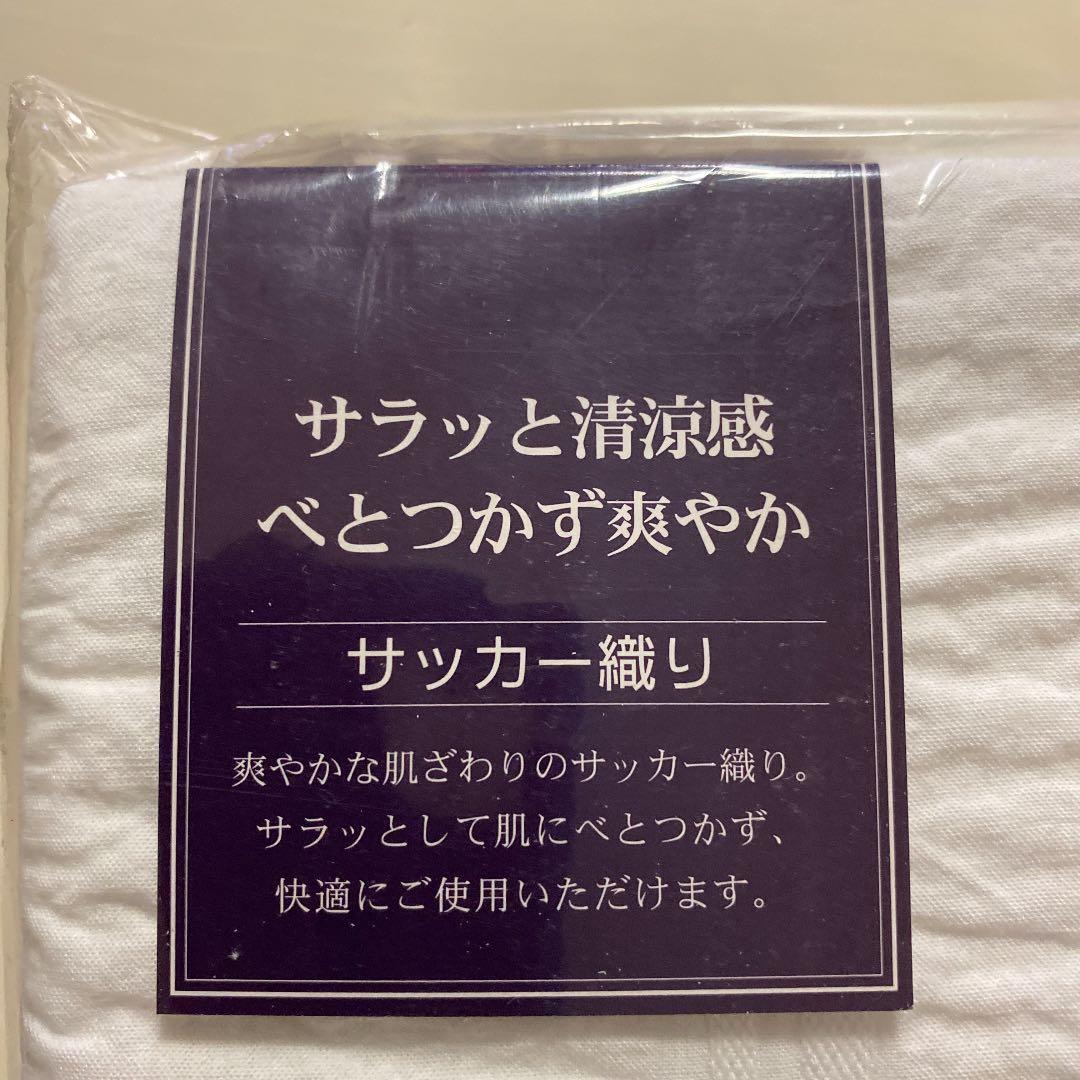 サラッと清涼感
べとつかず爽やか
サッカー織り
爽やかな肌ざわりのサッカー織り。
サラッとして肌にべとつかず、
快適にご使用いただけます。